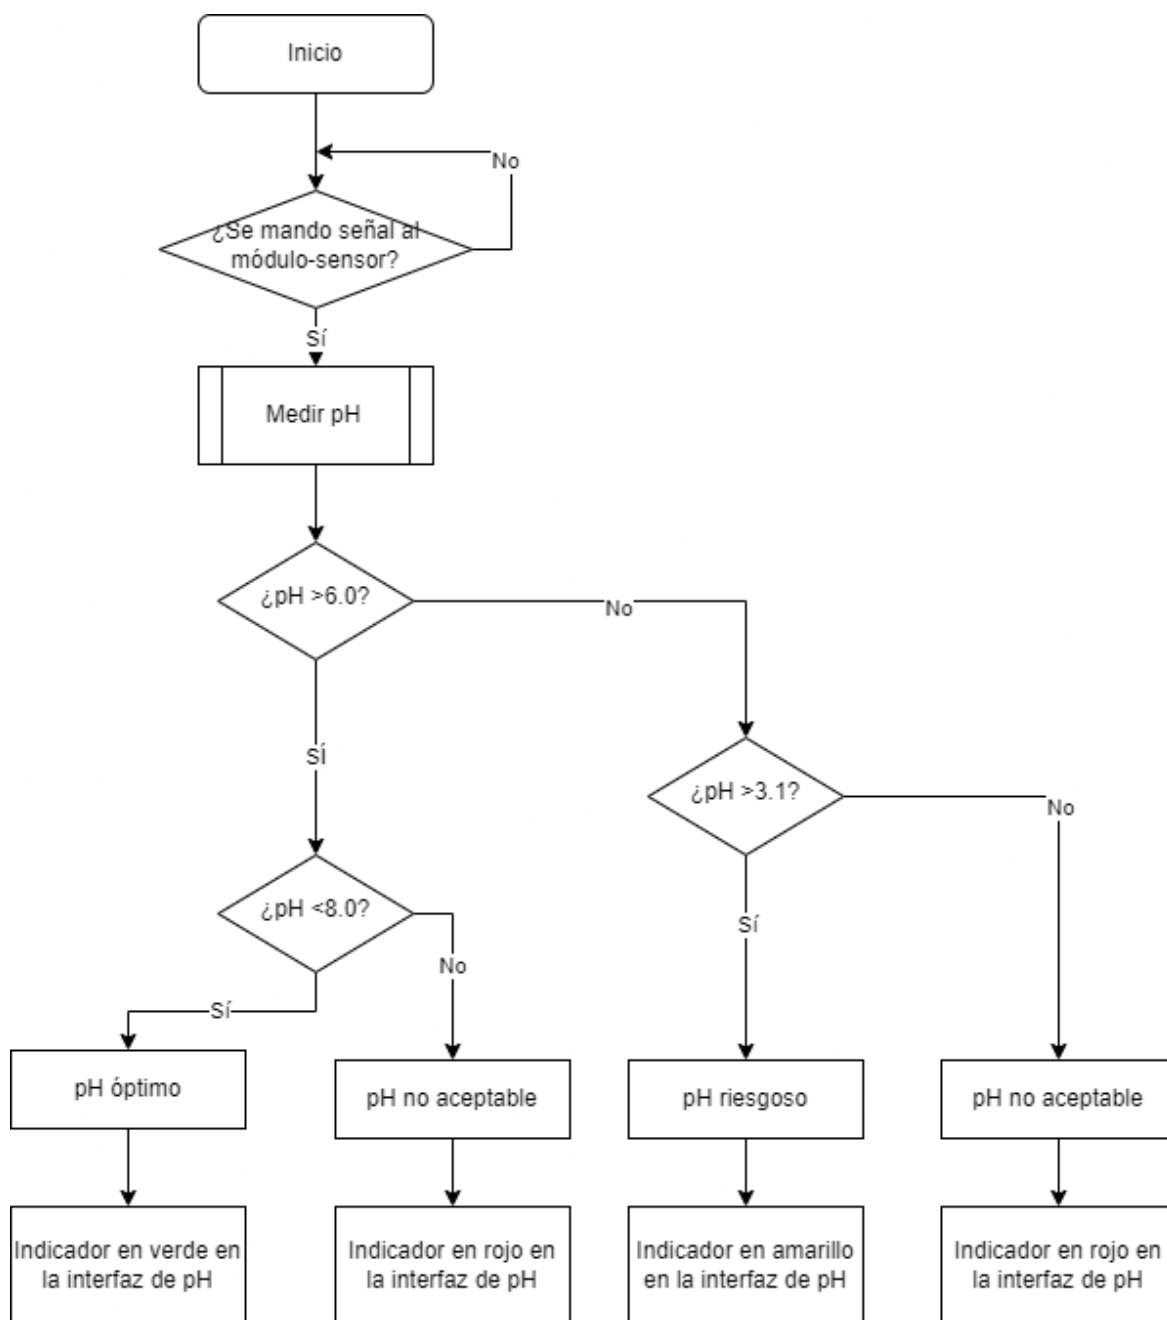 Inicio
No
¿Se mando señal al
módulo-sensor?
Sí
Medir pH
¿pH >6.0?
No
SÍ
¿pH >3.1?
No
¿pH <8.0?
Sí
No
Sí
pH óptimo
pH no aceptable
pH riesgoso
pH no aceptable
Indicador en verde en
la interfaz de pH
Indicador en rojo en
la interfaz de pH
Indicador en amarillo
en la interfaz de pH
Indicador en rojo en
la interfaz de pH